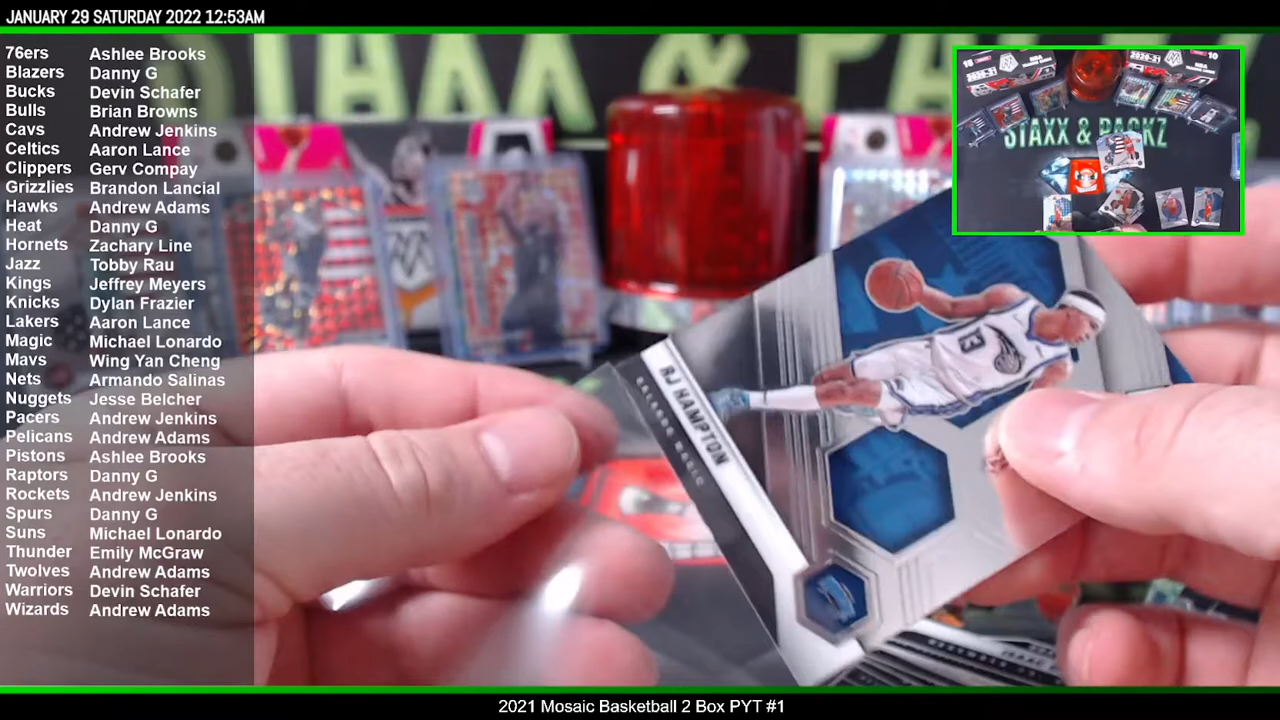 JANUARY 29 SATURDAY 2022 12:53AM
76ers Ashlee Brooks
Blazers Danny G
Bucks Devin Schafer
Bulls Brian Browns
Cavs Andrew Jenkins
Celtics Aaron Lance
Clippers Gerv Compay
Grizzlies Brandon Lancial
Hawks Andrew Adams
Heat Danny G
Hornets Zachary Line
Jazz Tobby Rau
Kings Jeffrey Meyers
Knicks Dylan Frazier
Lakers Aaron Lance
Magic Michael Lonardo
Mavs Wing Yan Cheng
Nets Armando Salinas
Nuggets Jesse Belcher
Pacers Andrew Jenkins
Pelicans Andrew Adams
Pistons Ashlee Brooks
Raptors Danny G
Rockets Andrew Jenkins
Spurs Danny G
Suns Michael Lonardo
Thunder Emily McGraw
Twolves Andrew Adams
Warriors Devin Schafer
Wizards Andrew Adams
STAXX & PACKZ
STAXX & PACKZ
RJ HAMPTON
ORLANDO MAGIC
13
2021 Mosaic Basketball 2 Box PYT #1